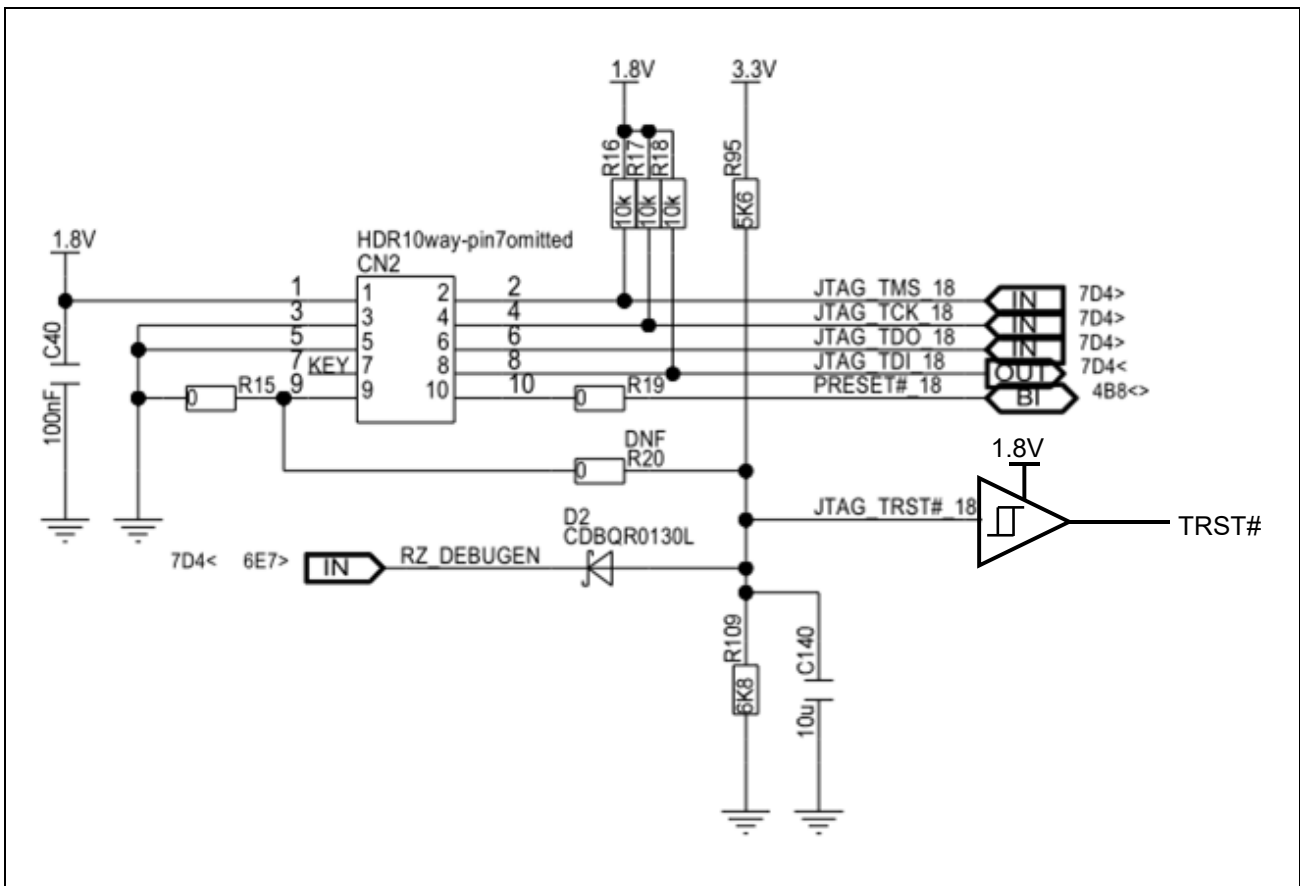 1.8V
3.3V
R16
R17
R18
R95
10k
10k
10k
5K6
1.8V
HDR10way-pin7omitted
CN2
C40
100nF
1 1 2 2 JTAG_TMS_18 IN 7D4>
3 3 4 4 JTAG_TCK_18 IN 7D4>
5 5 6 6 JTAG_TDO_18 IN 7D4>
7 KEY 7 8 8 JTAG_TDI_18 OUT 7D4<
0 R15 9 9 10 10 0 R19 PRESET#_18 BI 4B8<>
DNF
0 R20
1.8V
JTAG_TRST#_18
TRST#
D2
CDBQR0130L
7D4< 6E7> IN RZ_DEBUGEN
R109
6K8
C140
10u